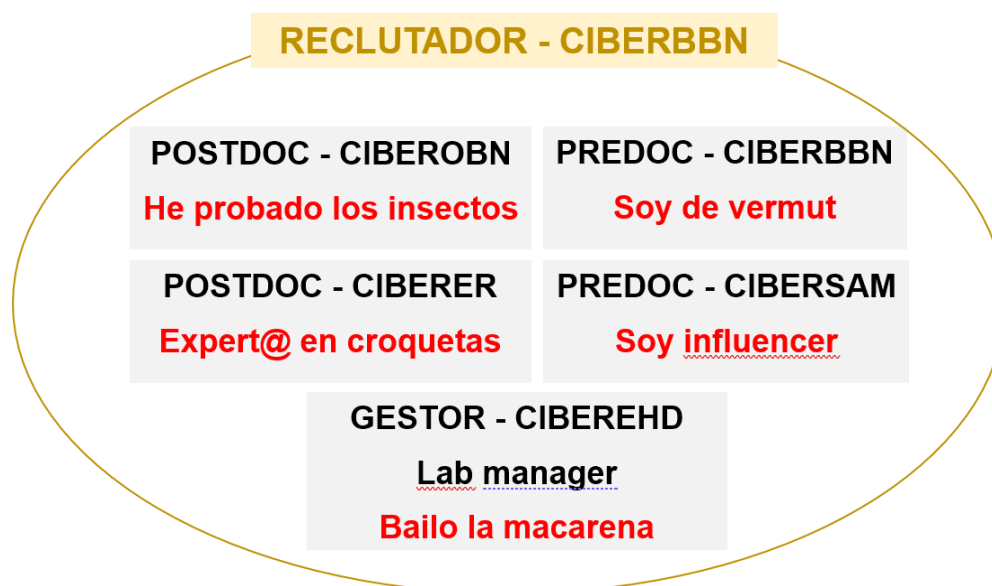 RECLUTADOR - CIBERBBN
POSTDOC - CIBEROBN
He probado los insectos
PREDOC - CIBERBBN
Soy de vermut
POSTDOC - CIBERER
Expert@ en croquetas
PREDOC - CIBERSAM
Soy influencer
GESTOR - CIBEREHD
Lab manager
Bailo la macarena